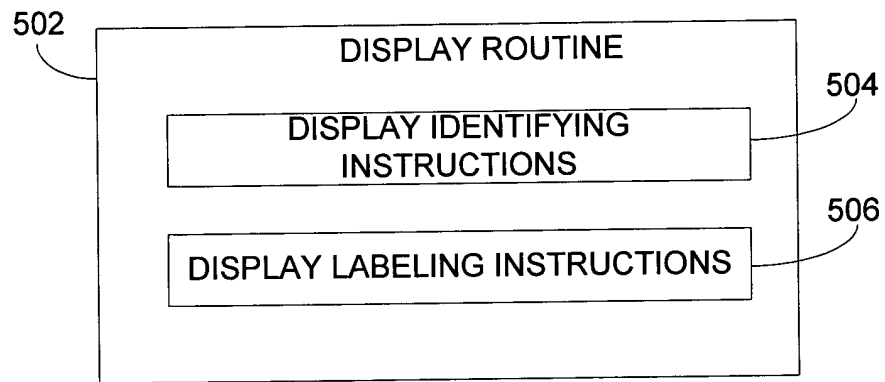 502
DISPLAY ROUTINE
504
DISPLAY IDENTIFYING
INSTRUCTIONS
506
DISPLAY LABELING INSTRUCTIONS